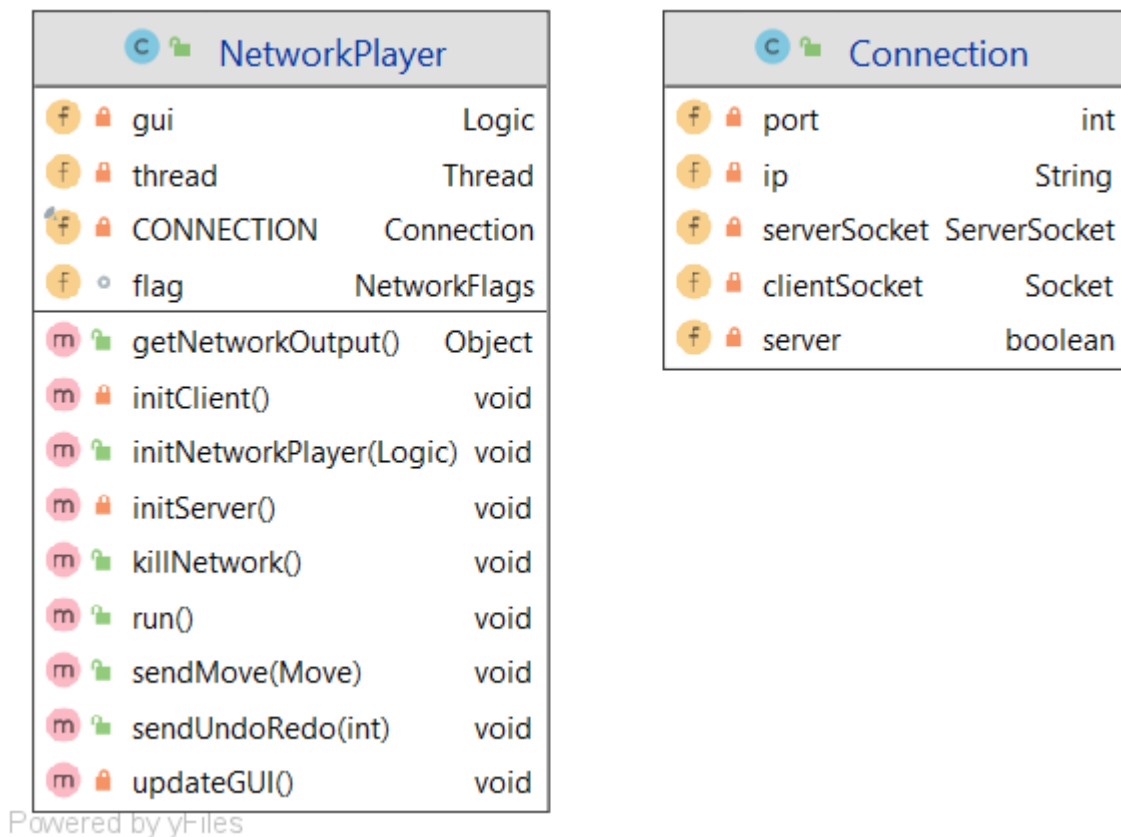 NetworkPlayer
gui Logic
thread Thread
CONNECTION Connection
flag NetworkFlags
getNetworkOutput() Object
initClient() void
initNetworkPlayer(Logic) void
initServer() void
killNetwork() void
run() void
sendMove(Move) void
sendUndoRedo(int) void
updateGUI() void
Connection
port int
ip String
serverSocket ServerSocket
clientSocket Socket
server boolean
Powered by yFiles